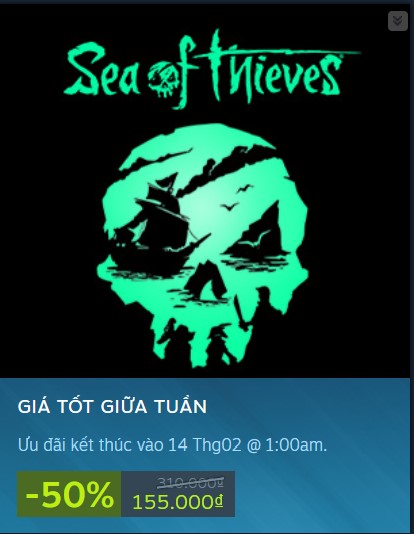 Sea of Thieves
GIÁ TỐT GIỮA TUẦN
Ưu đãi kết thúc vào 14 Thg02 @ 1:00am.
-50%
310.000₫
155.000₫